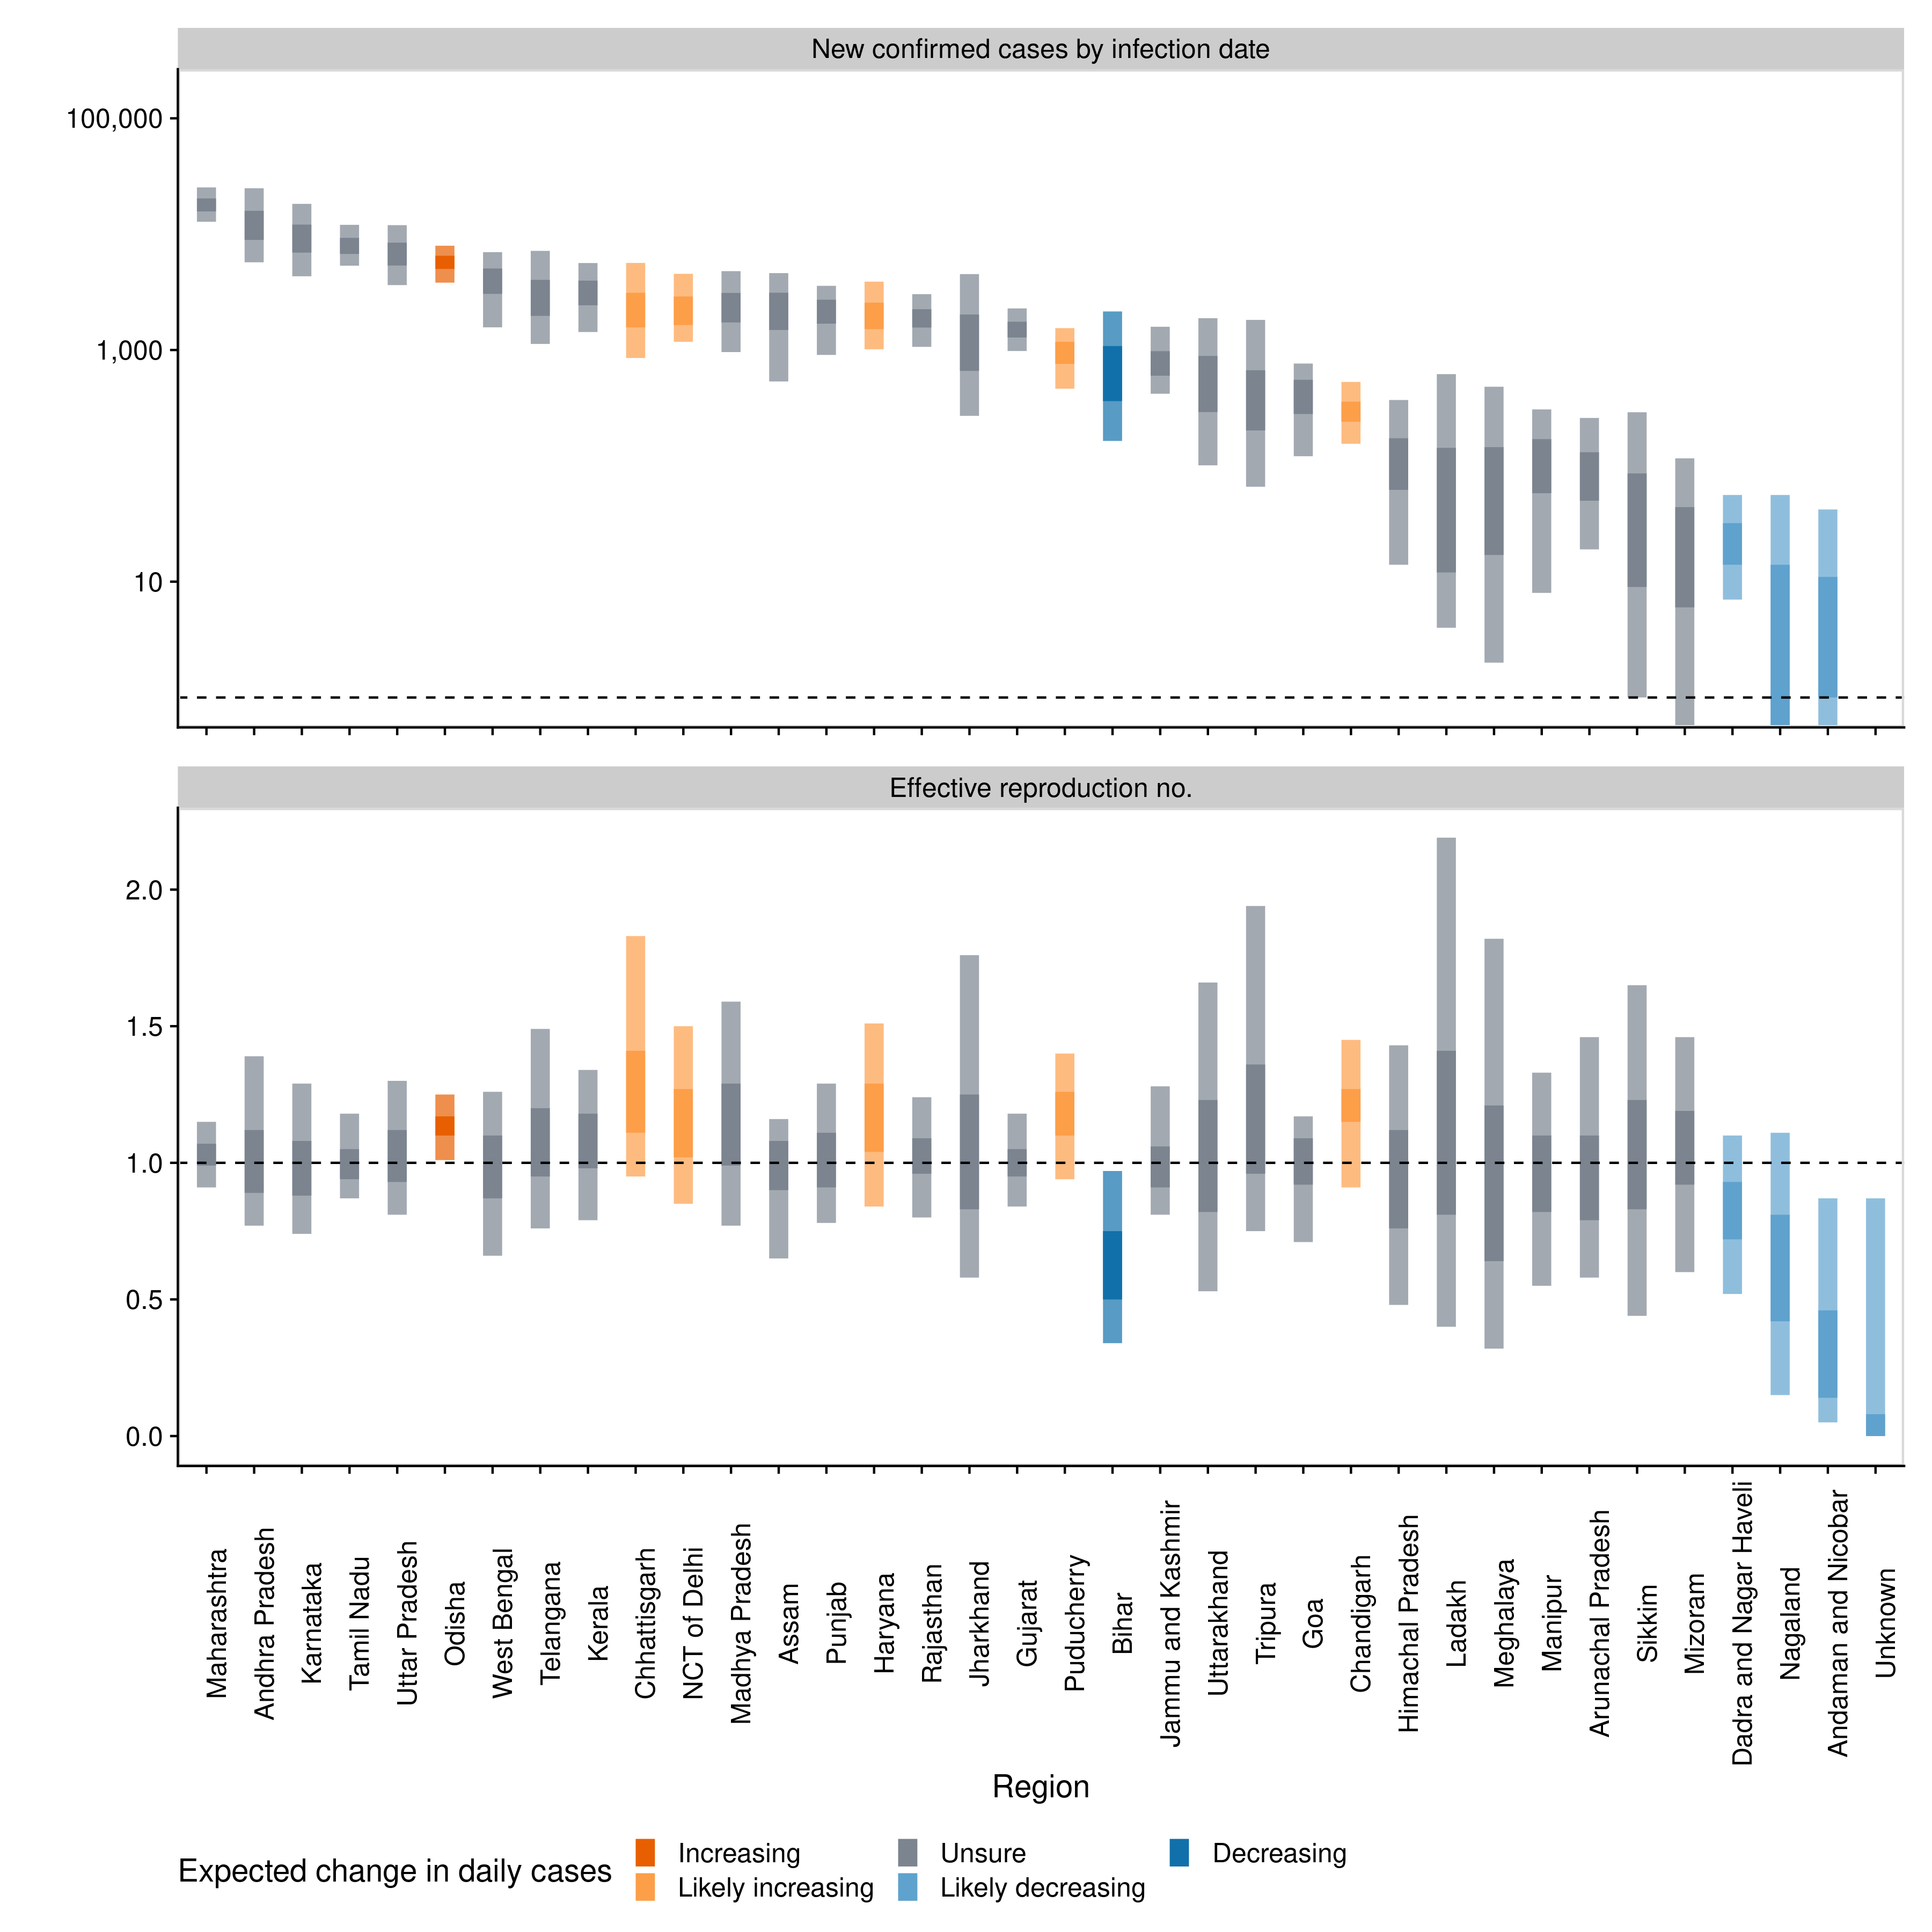 New confirmed cases by infection date
100,000
1,000
10
Effective reproduction no.
2.0
1.5
1.0
0.5
0.0
Maharashtra
Andhra Pradesh
Karnataka
Tamil Nadu
Uttar Pradesh
Odisha
West Bengal
Telangana
Kerala
Chhattisgarh
NCT of Delhi
Madhya Pradesh
Assam
Punjab
Haryana
Rajasthan
Jharkhand
Gujarat
Puducherry
Bihar
Jammu and Kashmir
Uttarakhand
Tripura
Goa
Chandigarh
Himachal Pradesh
Ladakh
Meghalaya
Manipur
Arunachal Pradesh
Sikkim
Mizoram
Dadra and Nagar Haveli
Nagaland
Andaman and Nicobar
Unknown
Region
Expected change in daily cases
Increasing
Unsure
Decreasing
Likely increasing
Likely decreasing